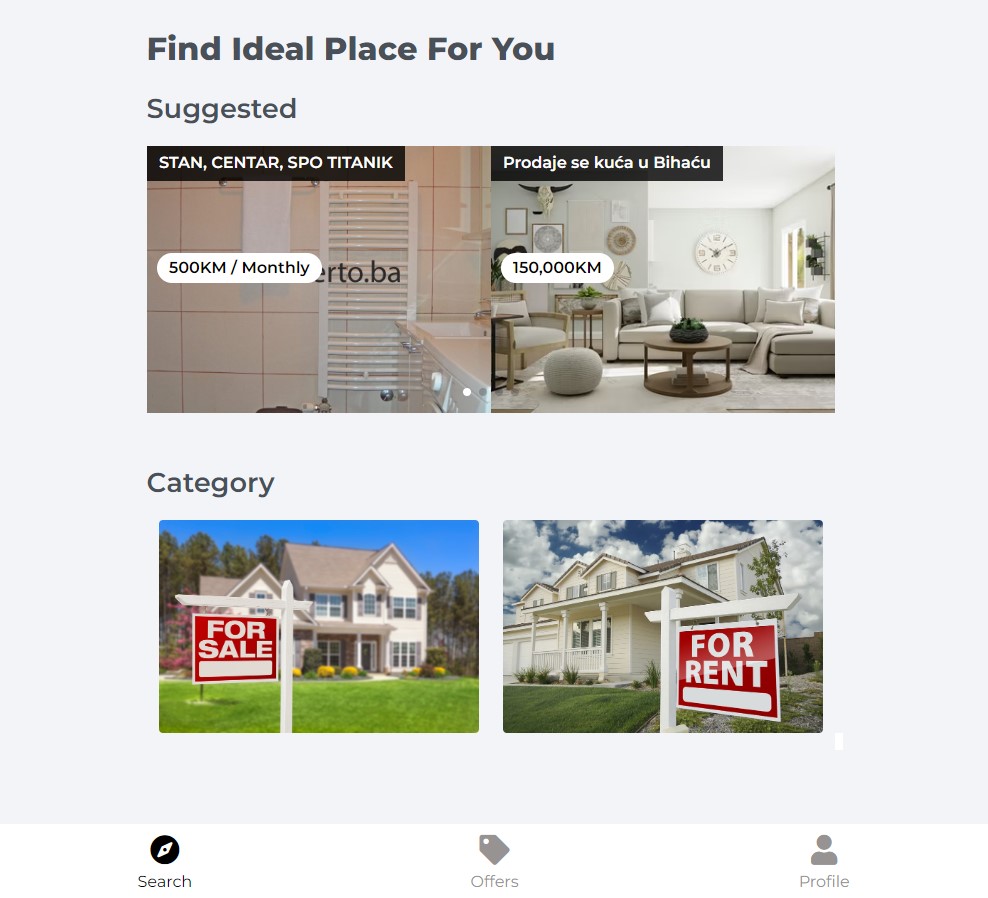 Find Ideal Place For You
Suggested
STAN, CENTAR, SPO TITANIK
Prodaje se kuća u Bihaću
500KM / Monthly
erto.ba
150,000KM
Category
FOR
SALE
FOR
RENT
Search
Offers
Profile